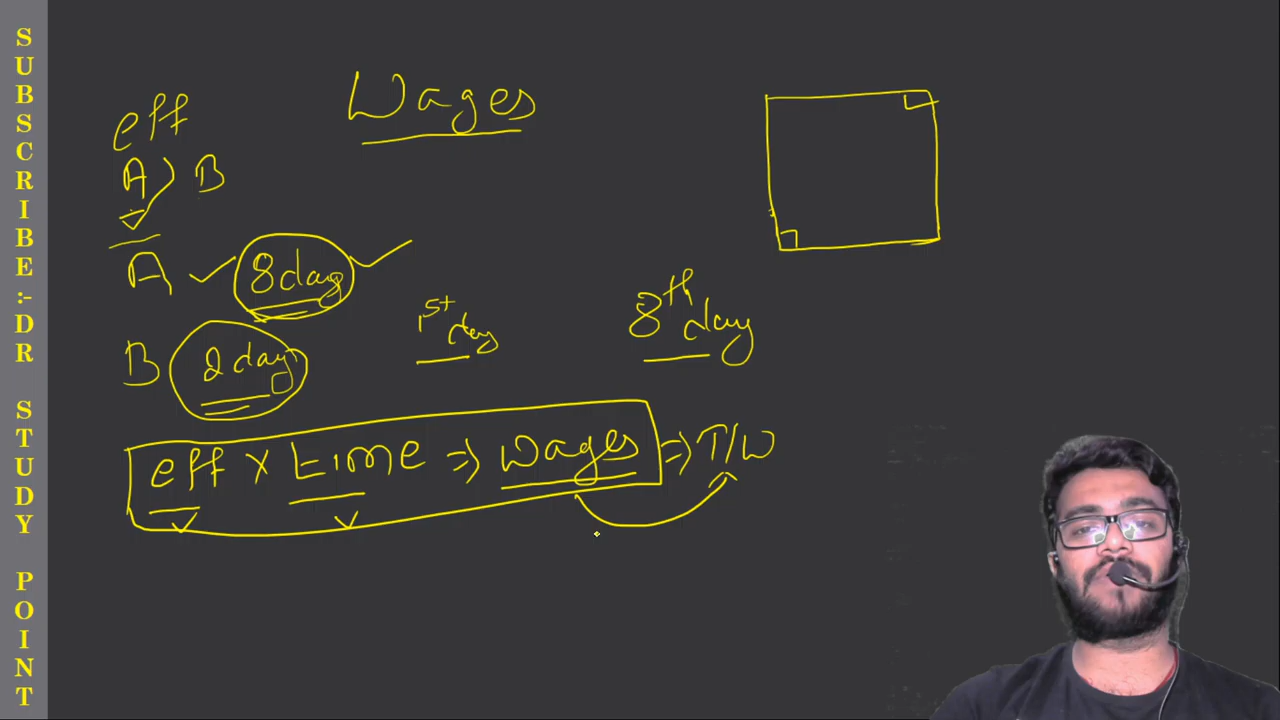 SUBSCRIBE:-DR STUDY POINT
Wages
eff
A > B
A 8 day
1st day 8th day
B 2 day
eff x time => wages => T/W